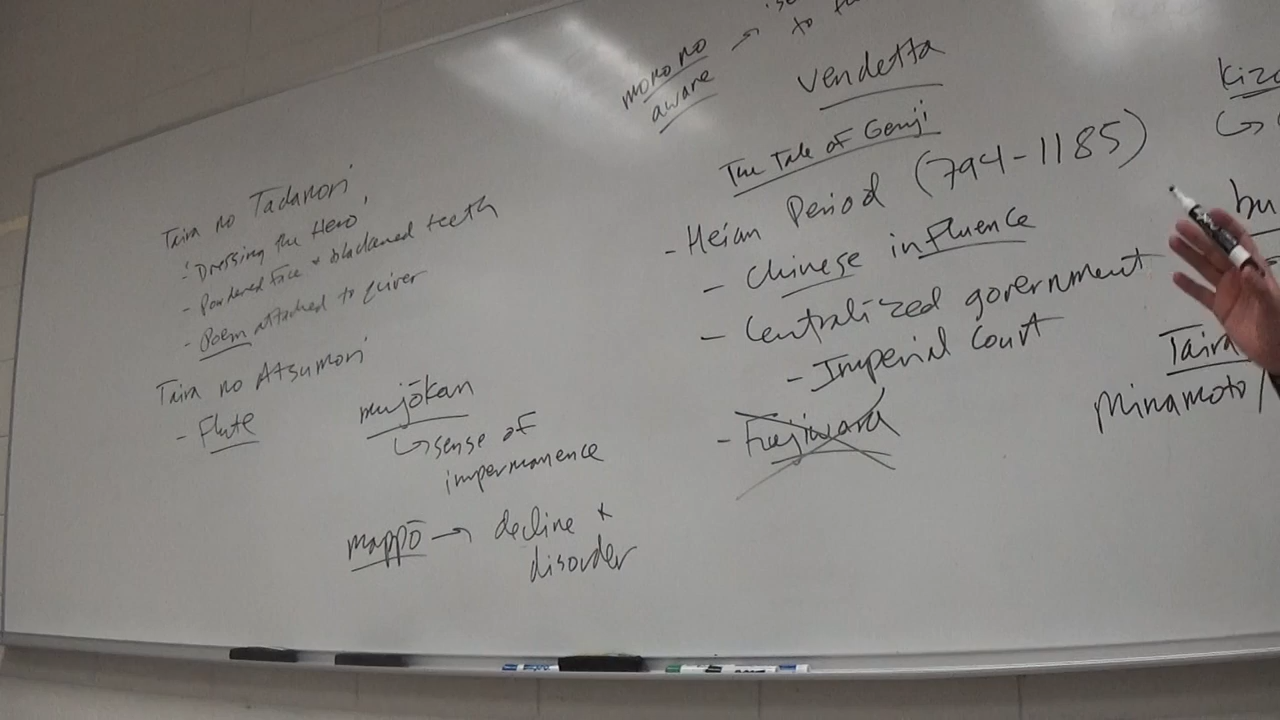 Taira no Tadanori
- 'Dressing the Hero'
- Powdered face + blackened teeth
- Poem attached to quiver
Taira no Atsumori
- Flute
mujōkan
↳ sense of
impermanence
mappō → decline +
disorder
mono no
aware →
to
vendetta
The Tale of Genji
- Heian Period (794-1185)
- Chinese influence
- Centralized government
- Imperial Court
- Fujiwara
Taira
Minamoto/